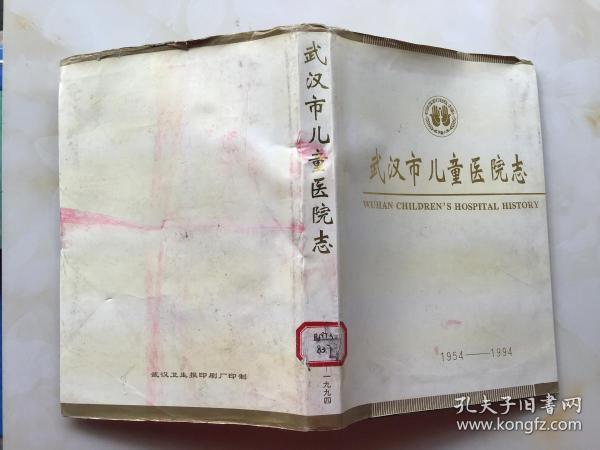 武汉市儿童医院志
WUHAN CHILDREN'S HOSPITAL HISTORY
1954——1994
武汉市儿童医院志
一九九四
武汉卫生报印刷厂印制
孔夫子旧书网
www.kongfz.com